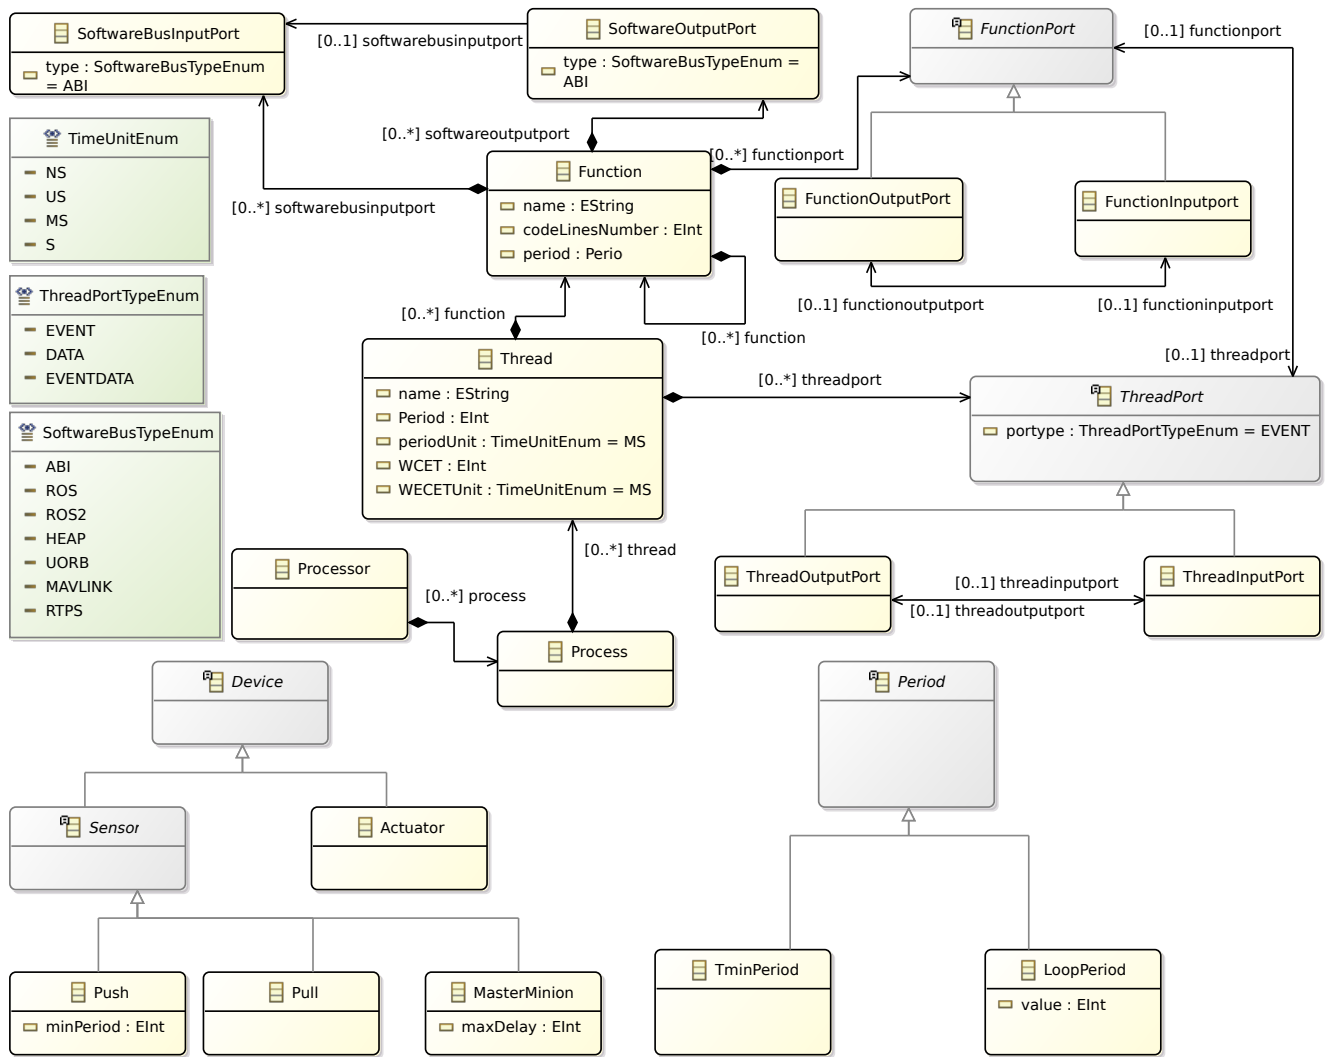 SoftwareBusInputPort
type : SoftwareBusTypeEnum
= ABI
[0..1] softwarebusinputport
SoftwareOutputPort
type : SoftwareBusTypeEnum =
ABI
FunctionPort
[0..1] functionport
TimeUnitEnum
NS
US
MS
S
[0..*] softwareoutputport
[0..*] functionport
[0..*] softwarebusinputport
Function
name : EString
codeLinesNumber : EInt
period : Perio
FunctionOutputPort
FunctionInputport
[0..1] functionoutputport
[0..1] functioninputport
ThreadPortTypeEnum
EVENT
DATA
EVENTDATA
[0..*] function
[0..*] function
[0..1] threadport
Thread
name : EString
Period : EInt
periodUnit : TimeUnitEnum = MS
WCET : EInt
WECETUnit : TimeUnitEnum = MS
[0..*] threadport
ThreadPort
portype : ThreadPortTypeEnum = EVENT
SoftwareBusTypeEnum
ABI
ROS
ROS2
HEAP
UORB
MAVLINK
RTPS
[0..*] thread
Processor
[0..*] process
Process
ThreadOutputPort
[0..1] threadinputport
[0..1] threadoutputport
ThreadInputPort
Device
Period
Sensor
Actuator
Push
minPeriod : EInt
Pull
MasterMinion
maxDelay : EInt
TminPeriod
LoopPeriod
value : EInt